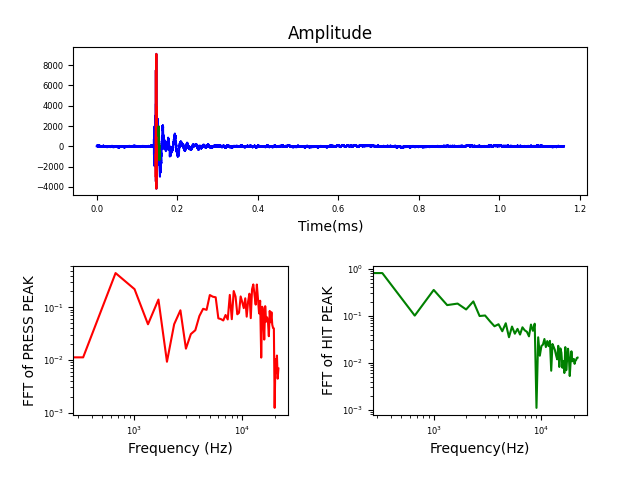 Amplitude
8000
6000
4000
2000
0
−2000
−4000
0.0 0.2 0.4 0.6 0.8 1.0 1.2
Time(ms)
FFT of PRESS PEAK
10⁻¹
10⁻²
10⁻³
10³ 10⁴
Frequency (Hz)
FFT of HIT PEAK
10⁰
10⁻¹
10⁻²
10⁻³
10³ 10⁴
Frequency(Hz)